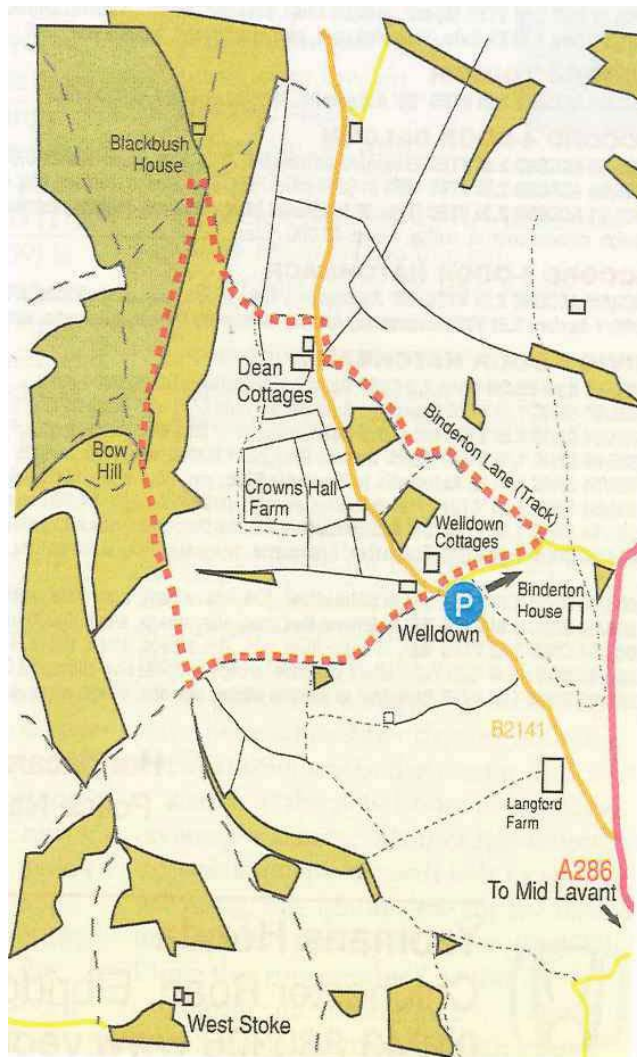 Blackbush
House
Dean
Cottages
Bow
Hill
Binderton Lane (Track)
Crowns Hall
Farm
Welldown
Cottages
P
Binderton
House
Welldown
B2141
Langford
Farm
A286
To Mid Lavant
West Stoke